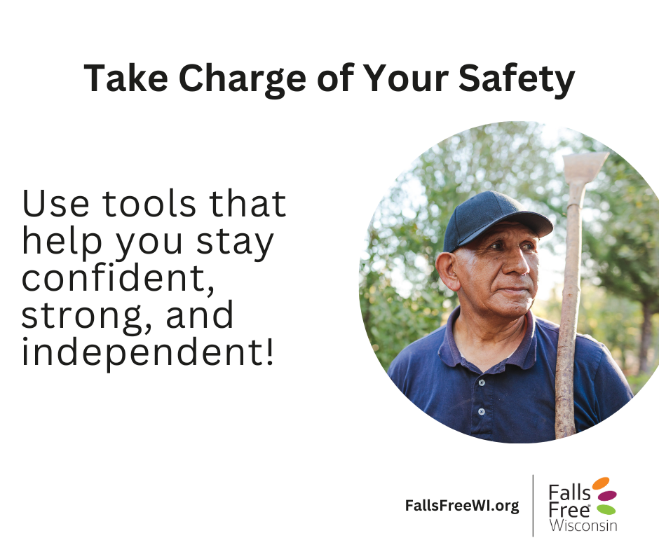 Take Charge of Your Safety
Use tools that
help you stay
confident,
strong, and
independent!
FallsFreeWI.org
Falls
Free
Wisconsin